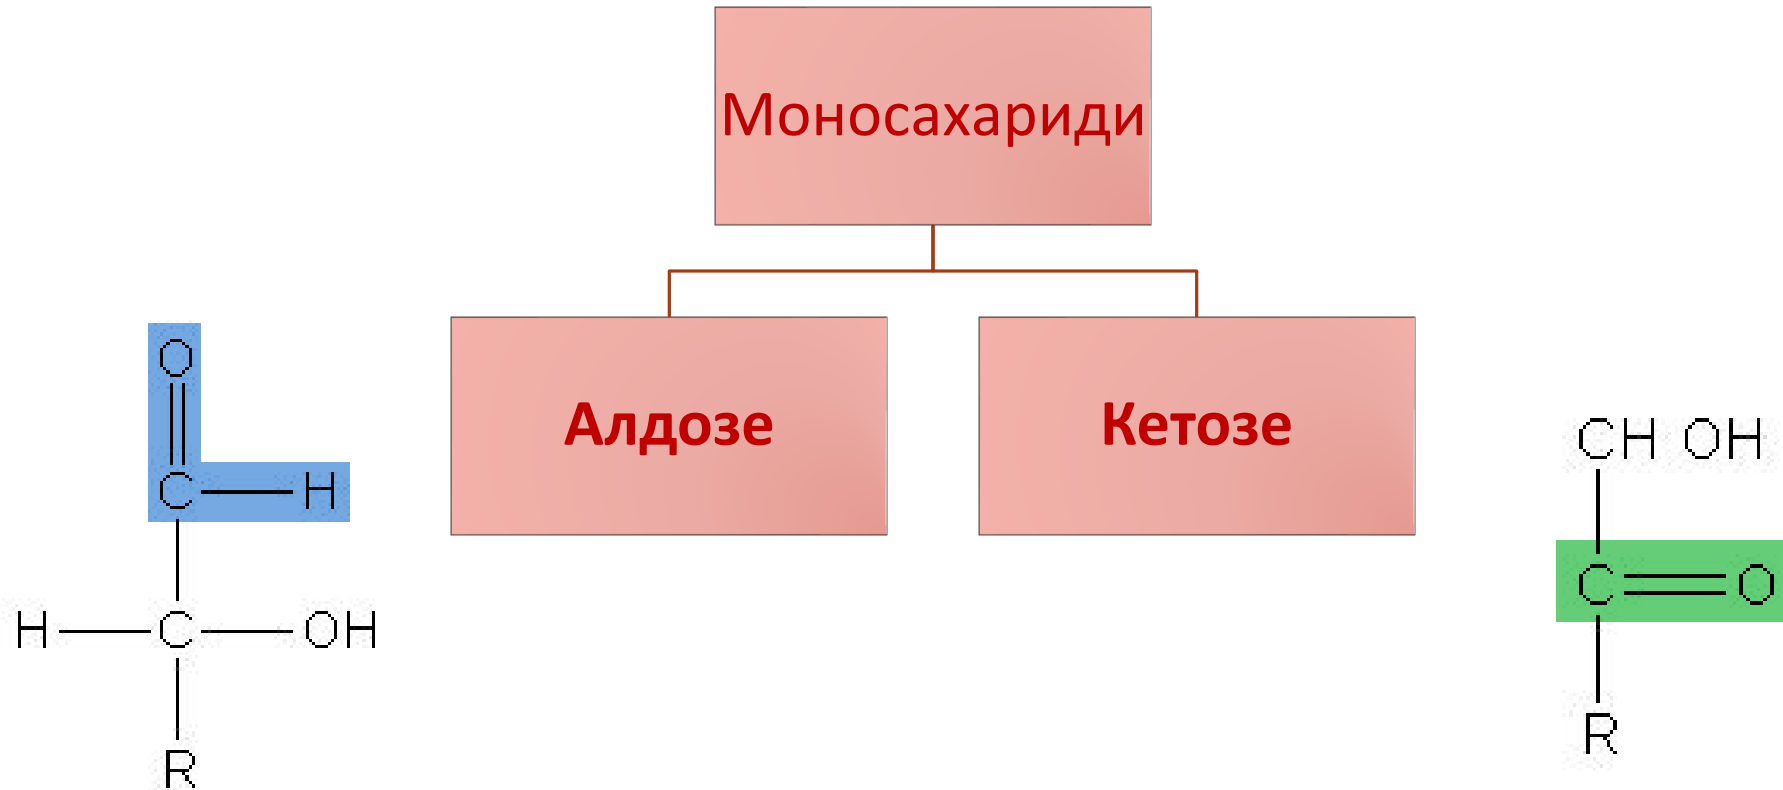 Моносахариди
Алдозе
Кетозе
O
C H
H C OH
R
CH OH
C O
R